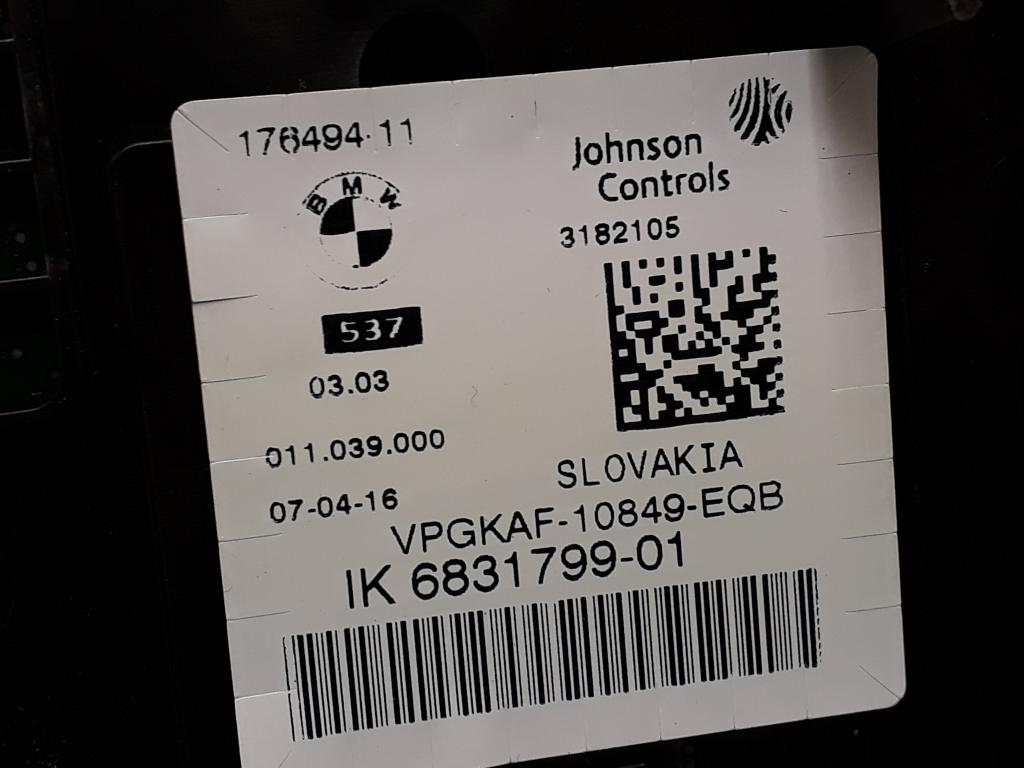 176494·11
BMW
Johnson
Controls
3182105
537
03.03
011.039.000
07-04-16
SLOVAKIA
VPGKAF-10849-EQB
IK 6831799-01